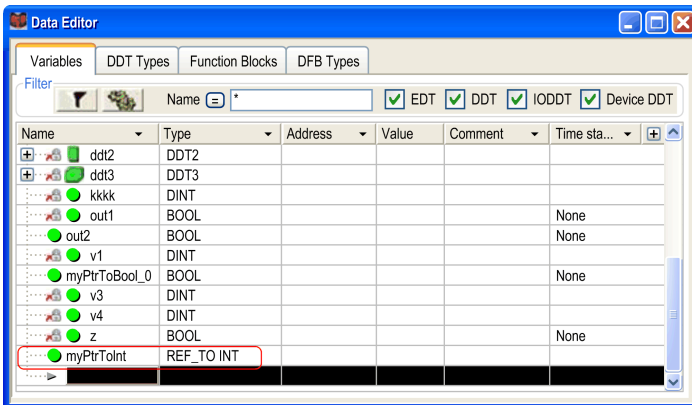 Data Editor
Variables DDT Types Function Blocks DFB Types
Filter
Name = * EDT DDT IODDT Device DDT
Name Type Address Value Comment Time sta...
ddt2 DDT2
ddt3 DDT3
kkkk DINT
out1 BOOL None
out2 BOOL None
v1 DINT
myPtrToBool_0 BOOL None
v3 DINT
v4 DINT
z BOOL None
myPtrToInt REF_TO INT